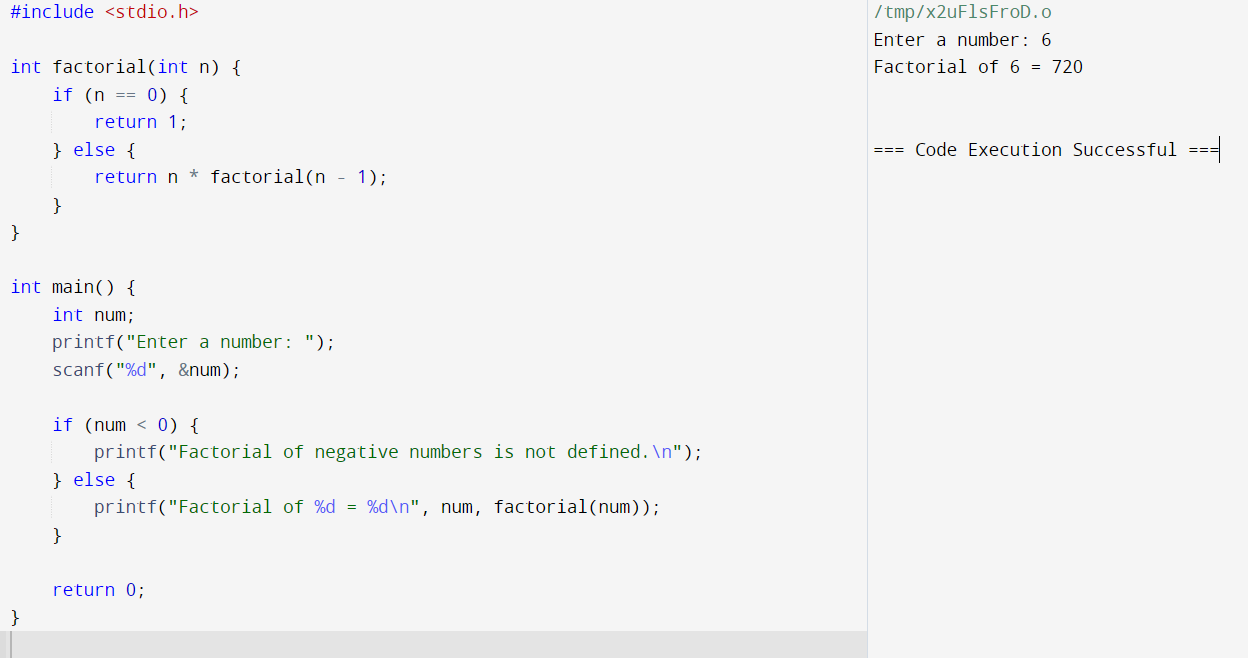 #include <stdio.h>

int factorial(int n) {
    if (n == 0) {
        return 1;
    } else {
        return n * factorial(n - 1);
    }
}

int main() {
    int num;
    printf("Enter a number: ");
    scanf("%d", &num);

    if (num < 0) {
        printf("Factorial of negative numbers is not defined.\n");
    } else {
        printf("Factorial of %d = %d\n", num, factorial(num));
    }

    return 0;
}
/tmp/x2uFlsFroD.o
Enter a number: 6
Factorial of 6 = 720

=== Code Execution Successful ===